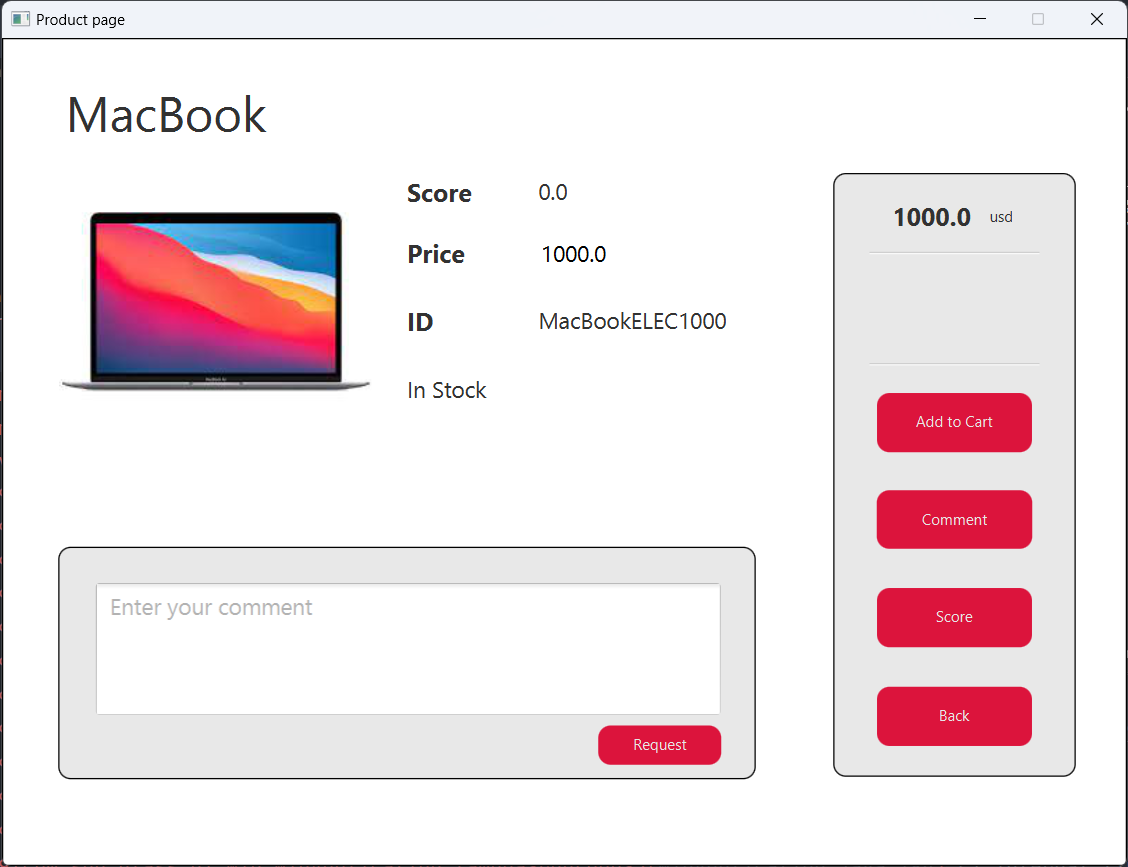 Product page
MacBook
Score 0.0
Price 1000.0
ID MacBookELEC1000
In Stock
1000.0 usd
Add to Cart
Comment
Score
Back
Enter your comment
Request